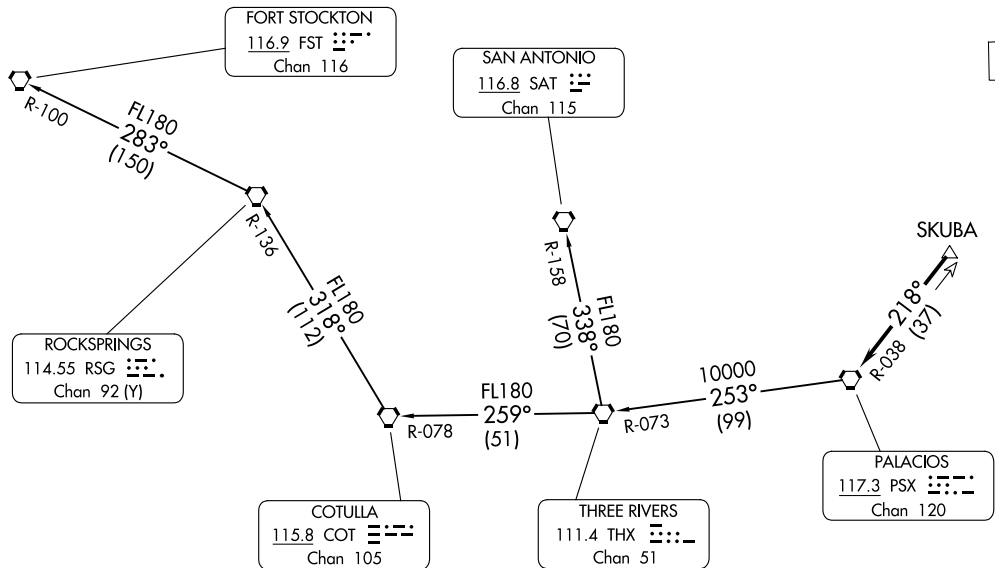 FORT STOCKTON
116.9 FST
Chan 116
SAN ANTONIO
116.8 SAT
Chan 115
R-100
FL180
283°
(150)
R-136
FL180
318°
(112)
R-158
FL180
338°
(70)
SKUBA
218°
(37)
R-038
ROCKSPRINGS
114.55 RSG
Chan 92 (Y)
FL180
259°
(51)
R-078
10000
253°
(99)
R-073
COTULLA
115.8 COT
Chan 105
THREE RIVERS
111.4 THX
Chan 51
PALACIOS
117.3 PSX
Chan 120